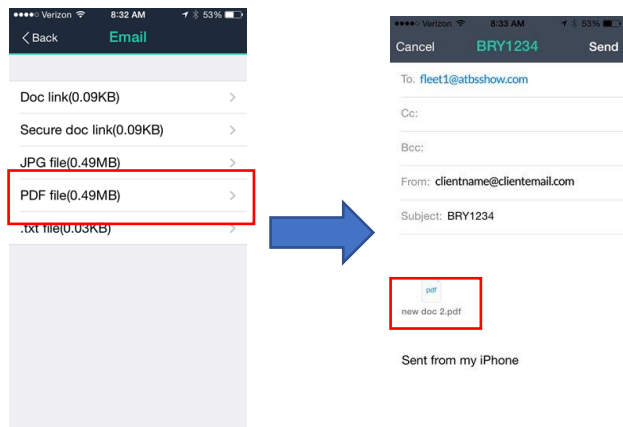 Verizon 8:32 AM 53%
Back Email
Doc link(0.09KB)
Secure doc link(0.09KB)
JPG file(0.49MB)
PDF file(0.49MB)
.txt file(0.03KB)
Verizon 8:33 AM 53%
Cancel BRY1234 Send
To: fleet1@atbsshow.com
Cc:
Bcc:
From: clientname@clientemail.com
Subject: BRY1234
pdf
new doc 2.pdf
Sent from my iPhone